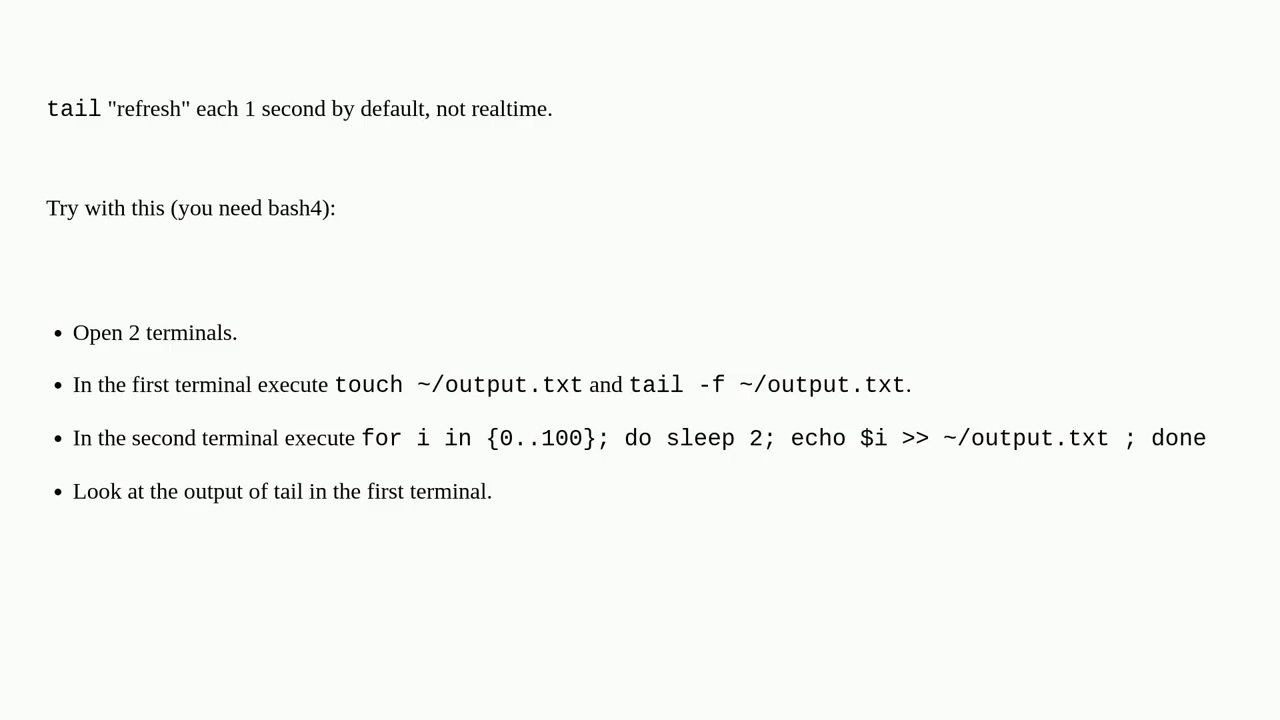 tail "refresh" each 1 second by default, not realtime.
Try with this (you need bash4):
• Open 2 terminals.
• In the first terminal execute touch ~/output.txt and tail -f ~/output.txt.
• In the second terminal execute for i in {0..100}; do sleep 2; echo $i >> ~/output.txt ; done
• Look at the output of tail in the first terminal.